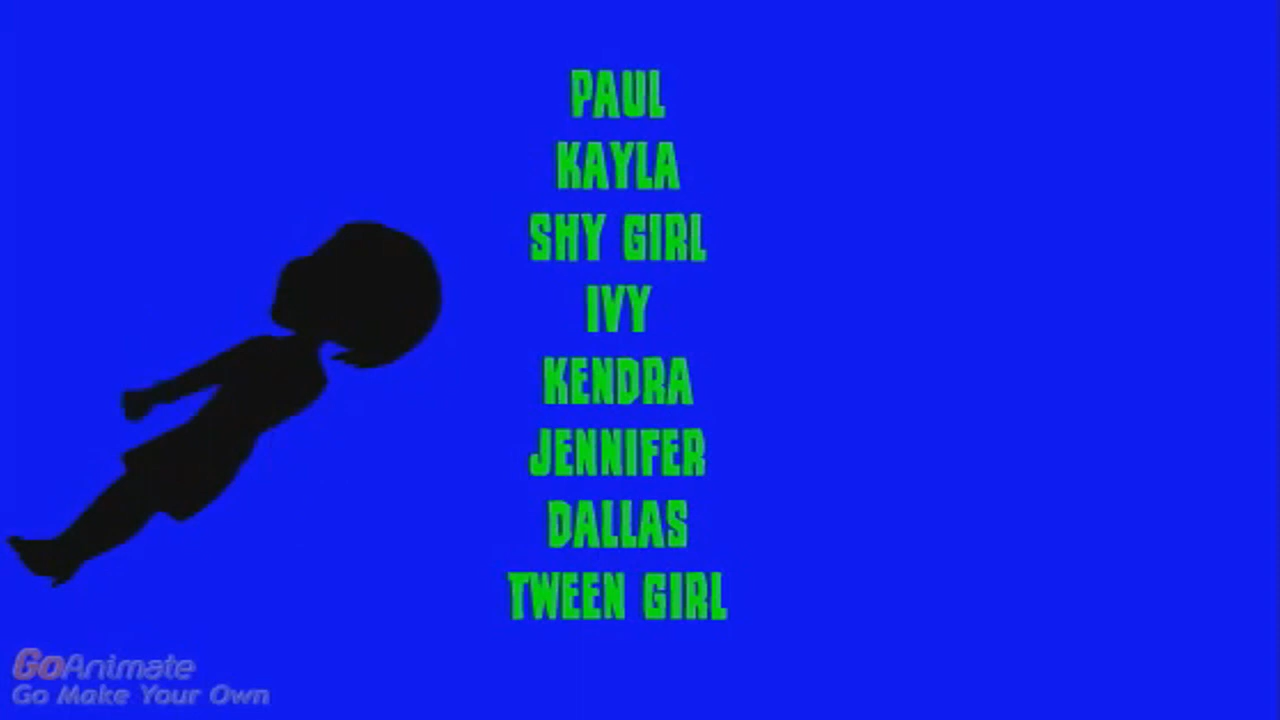 PAUL
KAYLA
SHY GIRL
IVY
KENDRA
JENNIFER
DALLAS
TWEEN GIRL
GoAnimate
Go Make Your Own